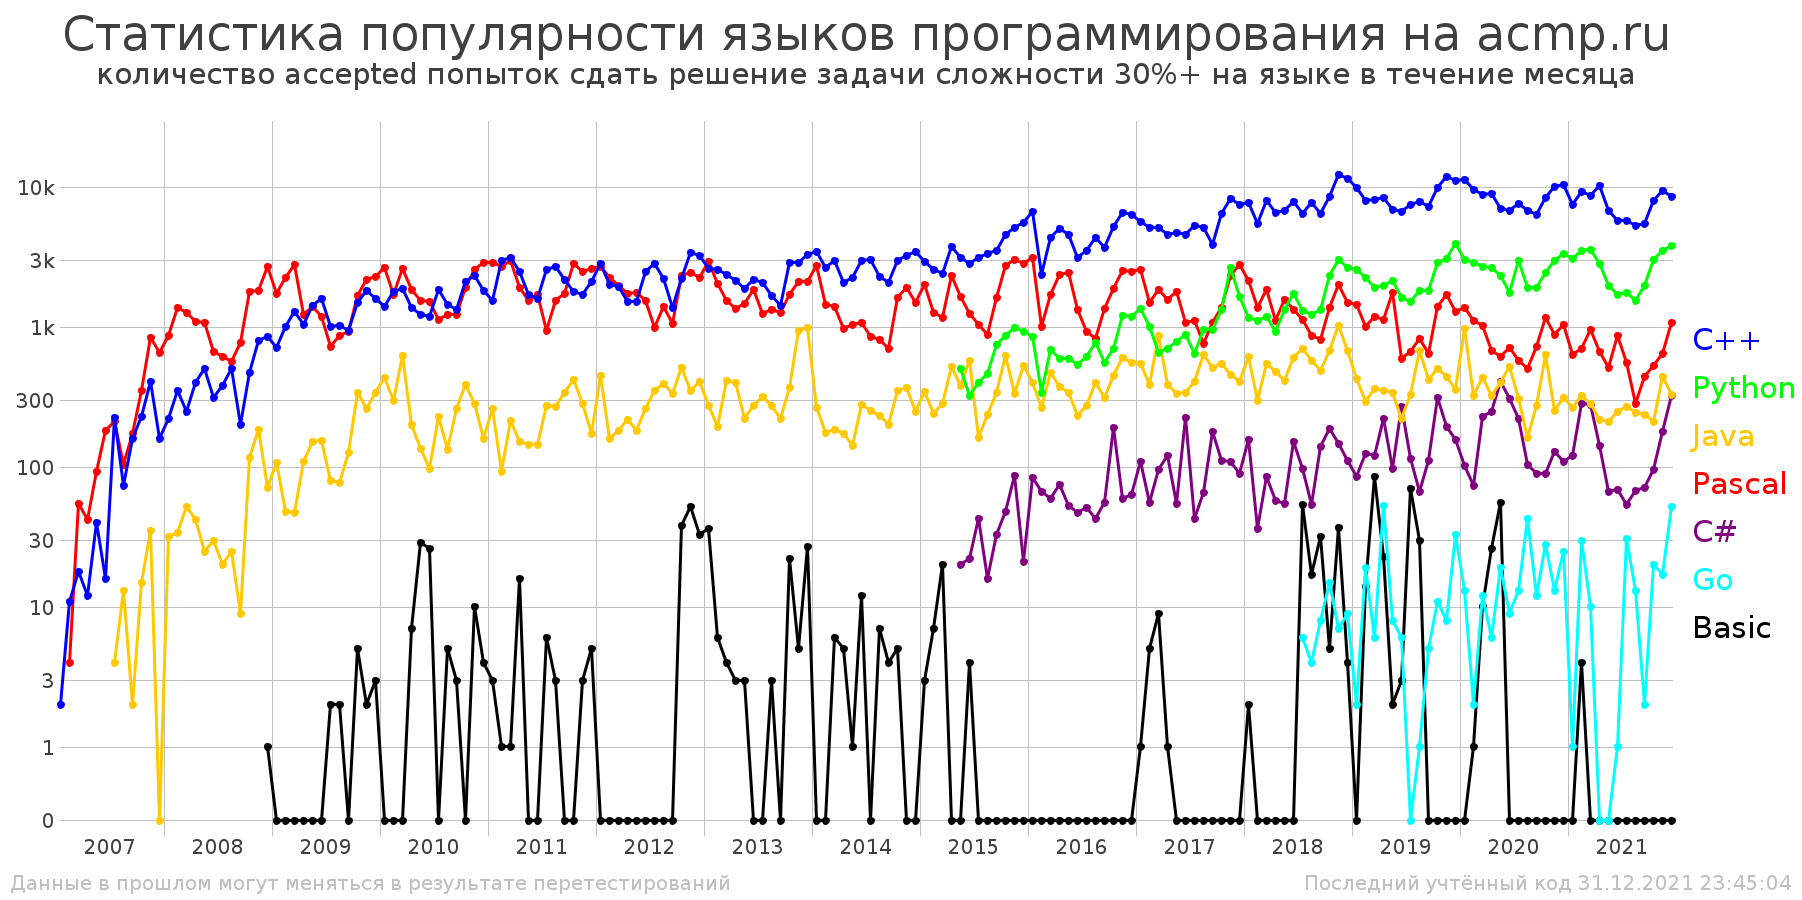 Статистика популярности языков программирования на acmp.ru
количество accepted попыток сдать решение задачи сложности 30%+ на языке в течение месяца
10k
3k
1k
300
100
30
10
3
1
0
C++
Python
Java
Pascal
C#
Go
Basic
2007 2008 2009 2010 2011 2012 2013 2014 2015 2016 2017 2018 2019 2020 2021
Данные в прошлом могут меняться в результате перетестирований
Последний учтённый код 31.12.2021 23:45:04